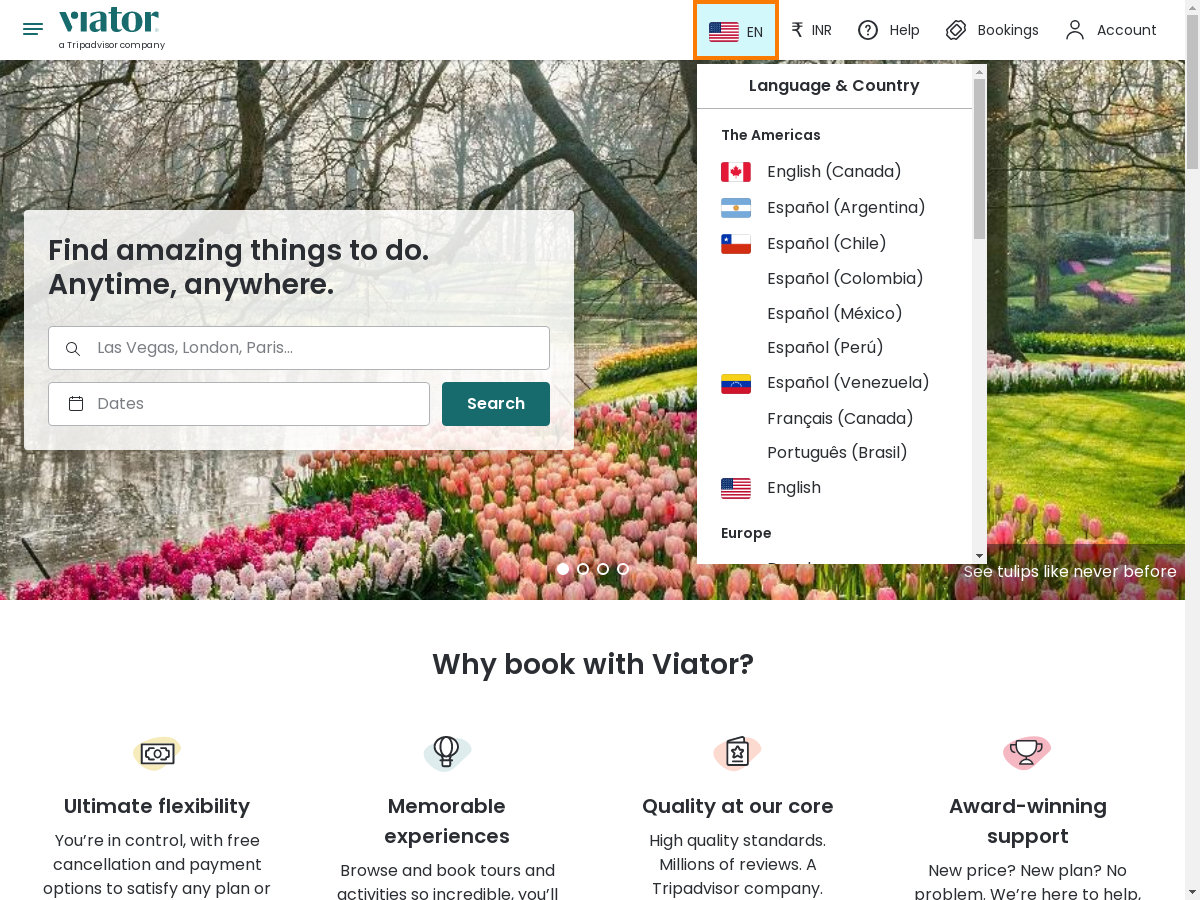 viator
a Tripadvisor company
EN
₹ INR
Help
Bookings
Account
Language & Country
The Americas
English (Canada)
Español (Argentina)
Español (Chile)
Español (Colombia)
Español (México)
Español (Perú)
Español (Venezuela)
Français (Canada)
Português (Brasil)
English
Europe
Find amazing things to do.
Anytime, anywhere.
Las Vegas, London, Paris...
Dates
Search
See tulips like never before
Why book with Viator?
Ultimate flexibility
You’re in control, with free
cancellation and payment
options to satisfy any plan or
Memorable
experiences
Browse and book tours and
activities so incredible, you’ll
Quality at our core
High quality standards.
Millions of reviews. A
Tripadvisor company.
Award-winning
support
New price? New plan? No
problem. We’re here to help,